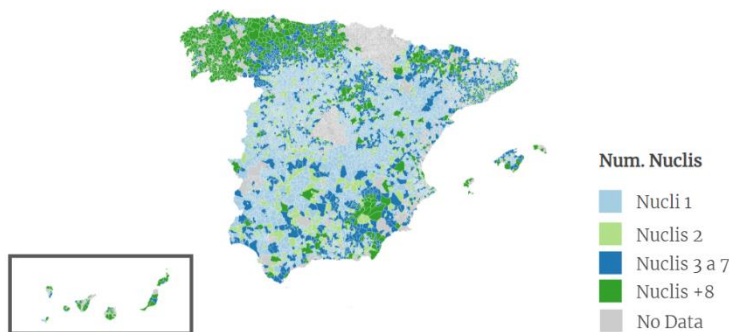 Num. Nuclis
Nucli 1
Nuclis 2
Nuclis 3 a 7
Nuclis +8
No Data